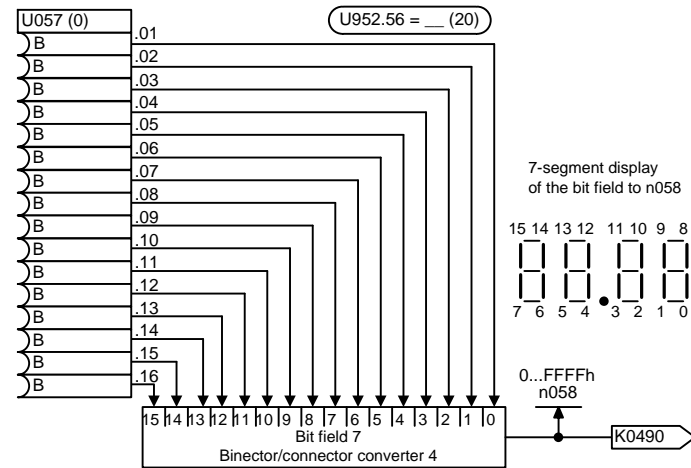 U057 (0)
U952.56 = __ (20)
B .01
B .02
B .03
B .04
B .05
B .06
B .07
B .08
B .09
B .10
B .11
B .12
B .13
B .14
B .15
B .16
7-segment display
of the bit field to n058
15 14 13 12 11 10 9 8
7 6 5 4 3 2 1 0
0...FFFFh
n058
15 14 13 12 11 10 9 8 7 6 5 4 3 2 1 0
Bit field 7
Binector/connector converter 4
K0490